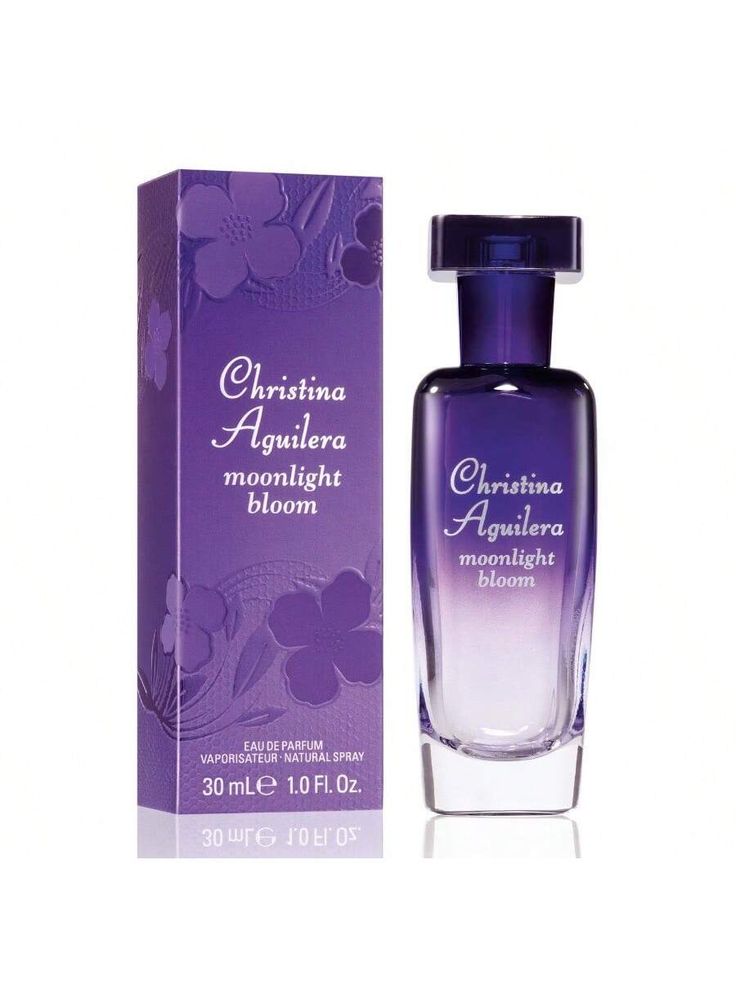 Christina
Aguilera
moonlight
bloom
EAU DE PARFUM
VAPORISATEUR · NATURAL SPRAY
30 mL℮ 1.0 Fl. Oz.
Christina
Aguilera
moonlight
bloom